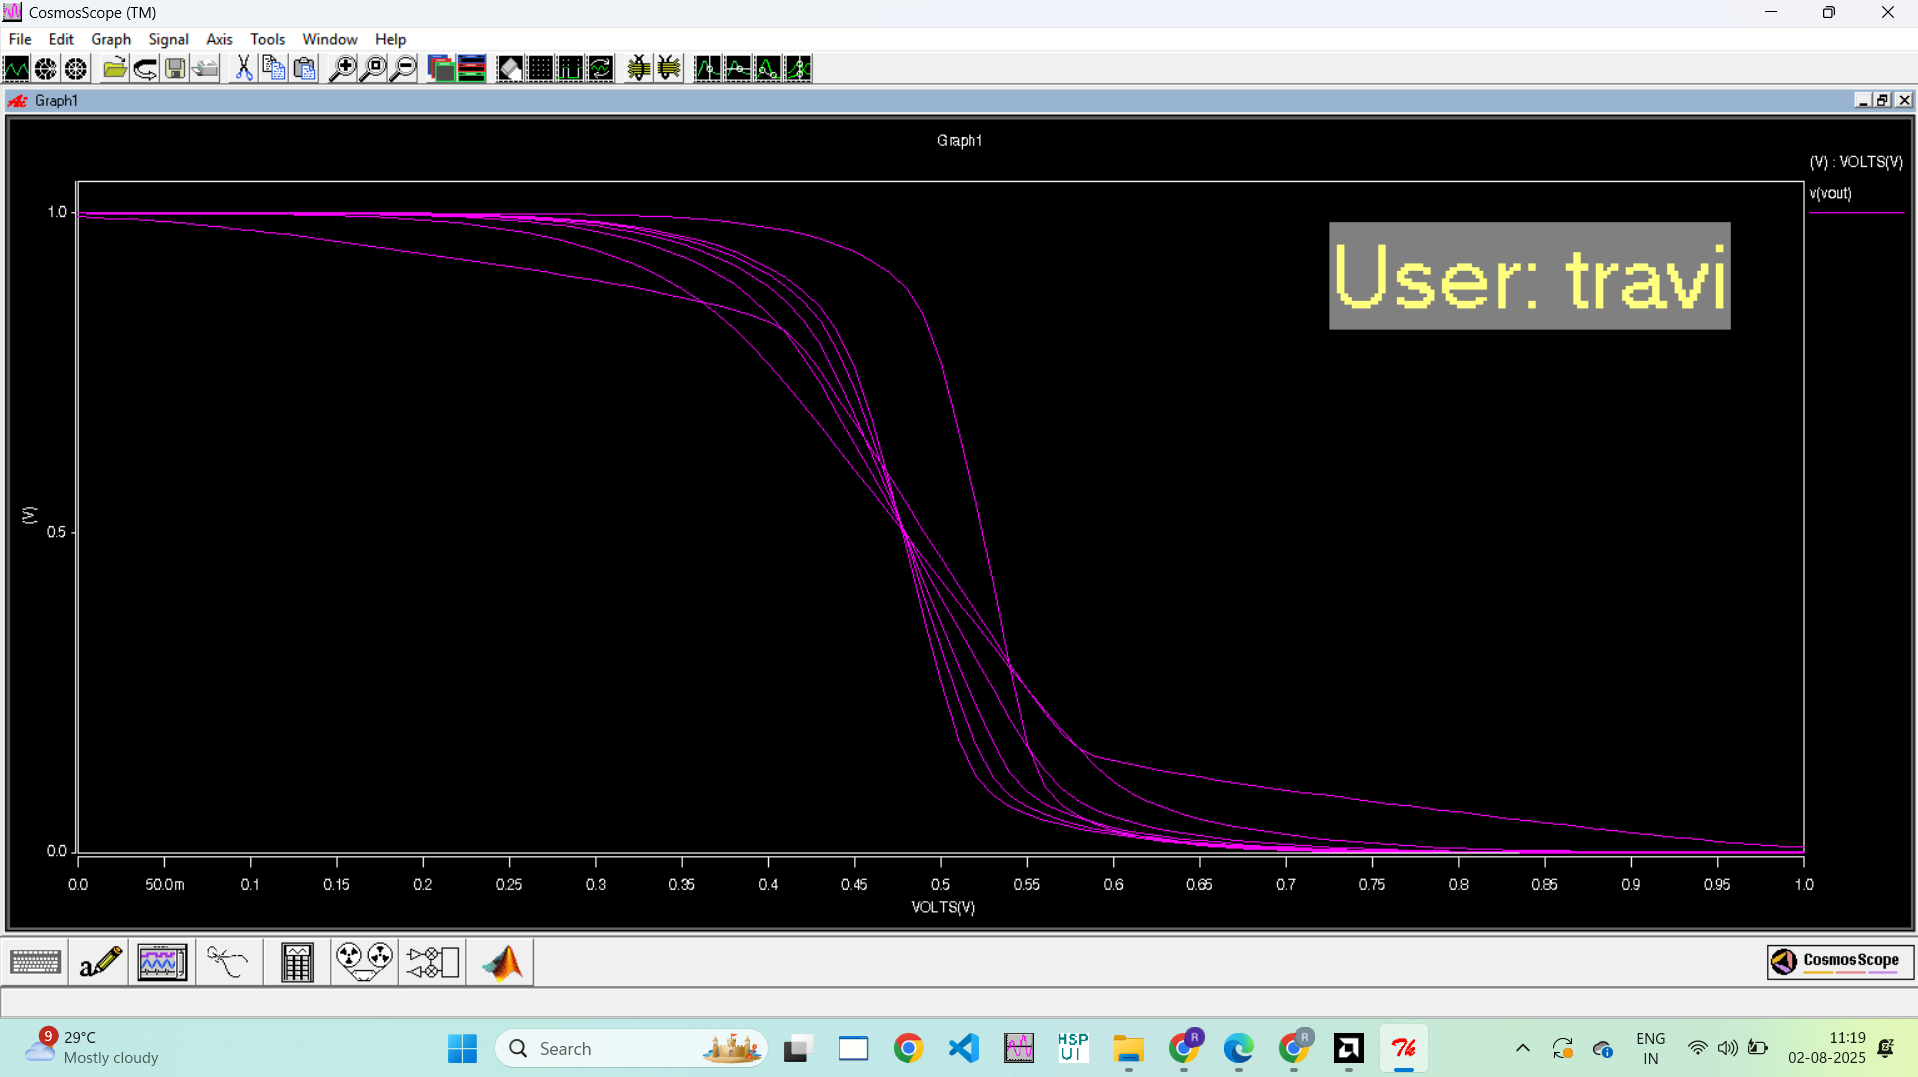 CosmosScope (TM)
File Edit Graph Signal Axis Tools Window Help
Graph1
Graph1
(V) : VOLTS(V)
v(vout)
User: travi
1.0
(V)
0.5
0.0
0.0 50.0m 0.1 0.15 0.2 0.25 0.3 0.35 0.4 0.45 0.5 0.55 0.6 0.65 0.7 0.75 0.8 0.85 0.9 0.95 1.0
VOLTS(V)
a
CosmosScope
9
29°C
Mostly cloudy
Search
HSP
UI
R
R
ENG
IN
11:19
02-08-2025